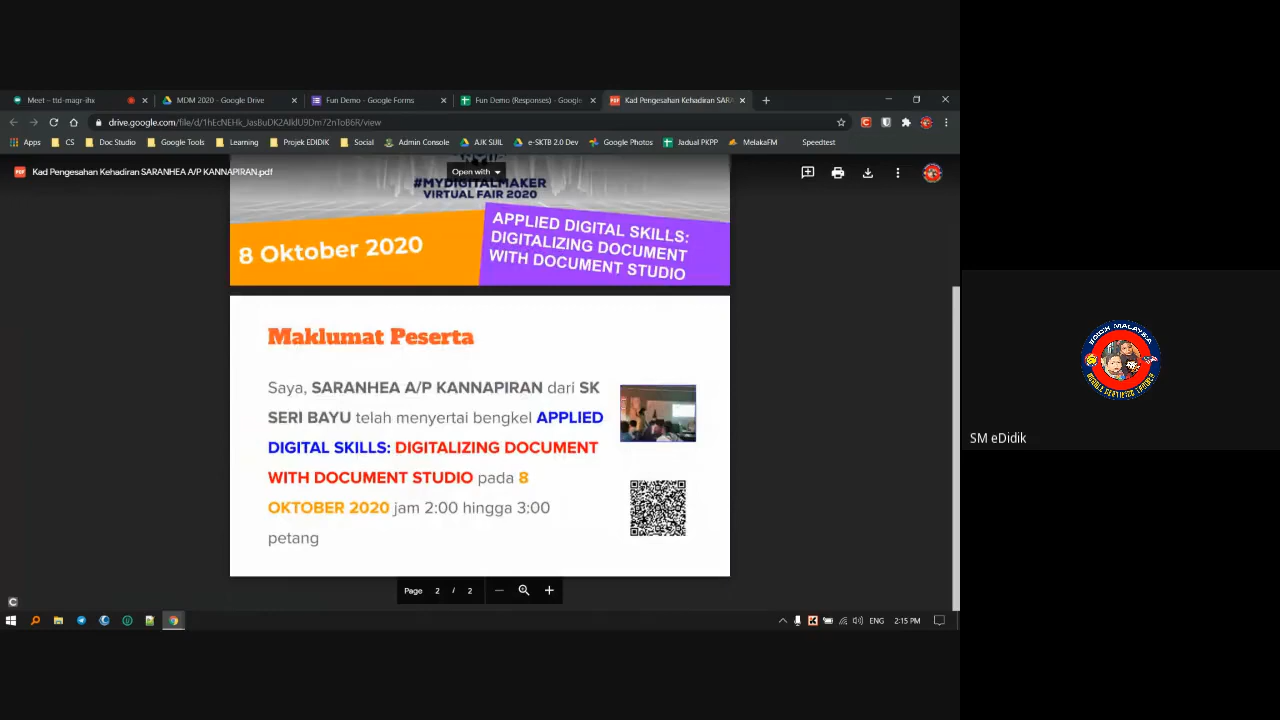 Meet – ttd-magr-ihx
MDM 2020 - Google Drive
Fun Demo - Google Forms
Fun Demo (Responses) - Google
Kad Pengesahan Kehadiran SARA
drive.google.com/file/d/
/view
Apps
CS
Doc Studio
Google Tools
Learning
Projek EDIDIK
Social
Admin Console
AJK SUIL
e-SKTB 2.0 Dev
Google Photos
Jadual PKPP
MelakaFM
Speedtest
Kad Pengesahan Kehadiran SARANHEA A/P KANNAPIRAN.pdf
Open with
#MYDIGITALMAKER
VIRTUAL FAIR 2020
8 Oktober 2020
APPLIED DIGITAL SKILLS:
DIGITALIZING DOCUMENT
WITH DOCUMENT STUDIO
Maklumat Peserta
Saya, SARANHEA A/P KANNAPIRAN dari SK
SERI BAYU telah menyertai bengkel APPLIED
DIGITAL SKILLS: DIGITALIZING DOCUMENT
WITH DOCUMENT STUDIO pada 8
OKTOBER 2020 jam 2:00 hingga 3:00
petang
Page 2 / 2
ENG
2:15 PM
EDIDIK MALAYSIA
SM eDidik